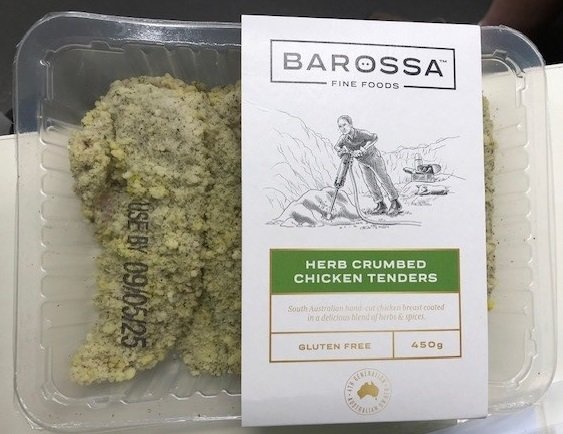 BARÖSSA™
FINE FOODS
HERB CRUMBED
CHICKEN TENDERS
South Australian hand-cut chicken breast coated
in a delicious blend of herbs & spices.
GLUTEN FREE
450g
USE BY 09/05/25